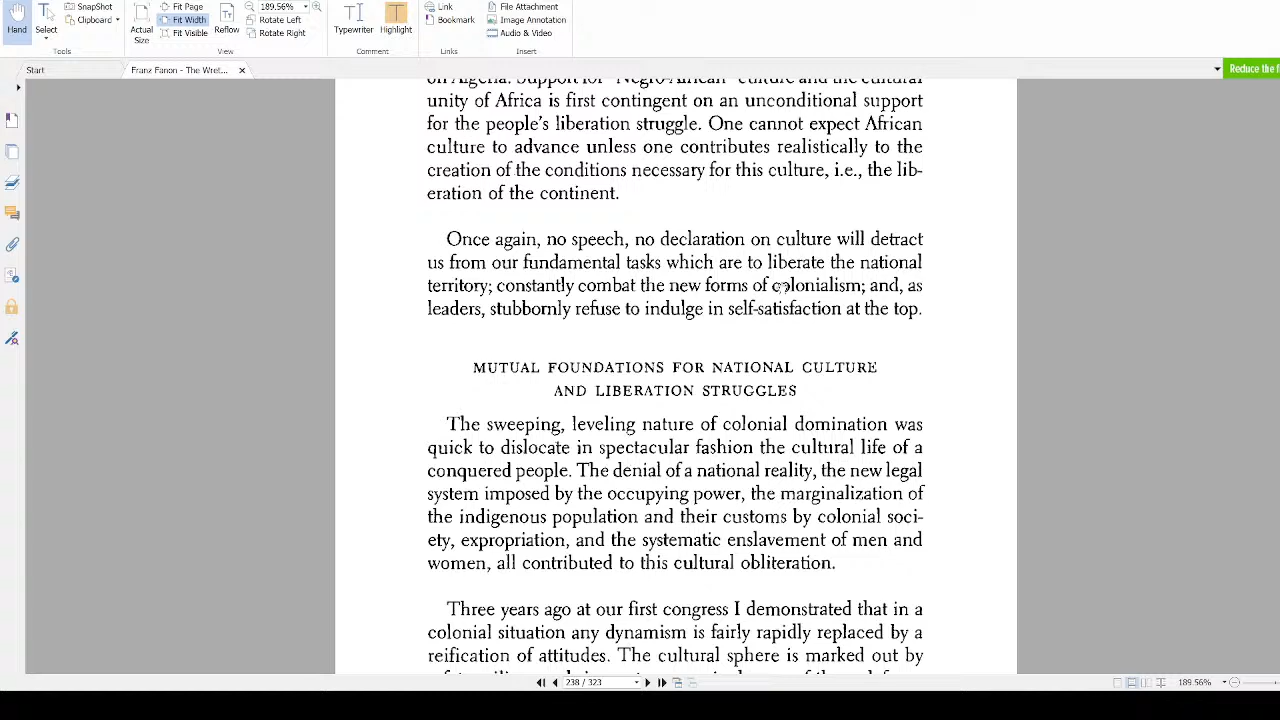 SnapShot
Clipboard
Hand
Select
Tools
Actual
Size
Fit Page
Fit Width
Fit Visible
Reflow
189.56%
Rotate Left
Rotate Right
View
Typewriter
Highlight
Comment
Link
Bookmark
Links
File Attachment
Image Annotation
Audio & Video
Insert
Start
Franz Fanon - The Wret...
Reduce the f
on Algeria. Support for "Negro-African" culture and the cultural
unity of Africa is first contingent on an unconditional support
for the people's liberation struggle. One cannot expect African
culture to advance unless one contributes realistically to the
creation of the conditions necessary for this culture, i.e., the lib-
eration of the continent.
Once again, no speech, no declaration on culture will detract
us from our fundamental tasks which are to liberate the national
territory; constantly combat the new forms of colonialism; and, as
leaders, stubbornly refuse to indulge in self-satisfaction at the top.
MUTUAL FOUNDATIONS FOR NATIONAL CULTURE
AND LIBERATION STRUGGLES
The sweeping, leveling nature of colonial domination was
quick to dislocate in spectacular fashion the cultural life of a
conquered people. The denial of a national reality, the new legal
system imposed by the occupying power, the marginalization of
the indigenous population and their customs by colonial soci-
ety, expropriation, and the systematic enslavement of men and
women, all contributed to this cultural obliteration.
Three years ago at our first congress I demonstrated that in a
colonial situation any dynamism is fairly rapidly replaced by a
reification of attitudes. The cultural sphere is marked out by
238 / 323
189.56%